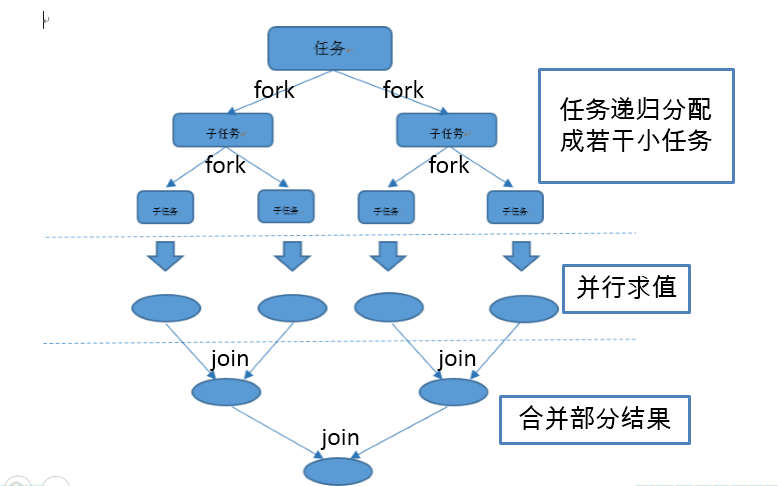 任务
fork fork
子任务 子任务
fork fork
子任务 子任务 子任务 子任务
任务递归分配
成若干小任务
并行求值
join join
合并部分结果
join